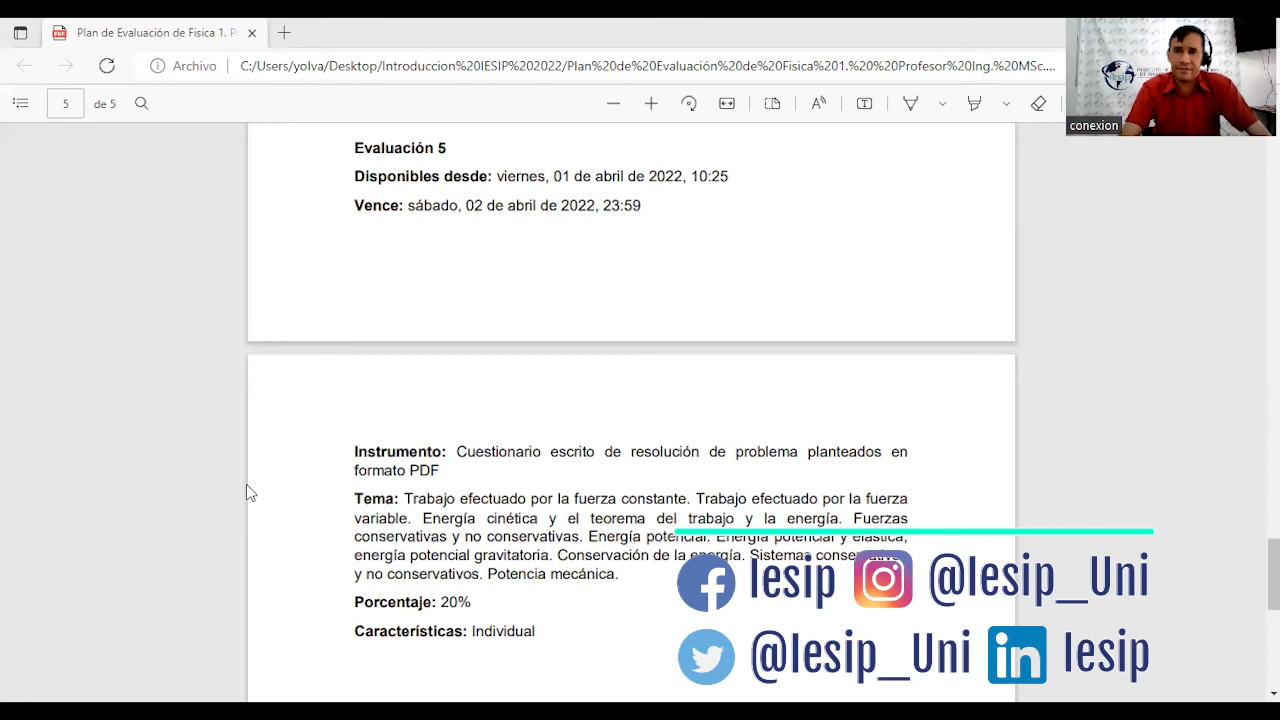 Plan de Evaluación de Fisica 1. P
Archivo
C:/Users/yolva/Desktop/Introduccion%20IESIP%202022/Plan%20de%20Evaluación%20de%20Fisica%201.%20%20Profesor%20Ing.%20MSc....
5 de 5
conexion
Evaluación 5
Disponibles desde: viernes, 01 de abril de 2022, 10:25
Vence: sábado, 02 de abril de 2022, 23:59
Instrumento: Cuestionario escrito de resolución de problema planteados en
formato PDF
Tema: Trabajo efectuado por la fuerza constante. Trabajo efectuado por la fuerza
variable. Energía cinética y el teorema del trabajo y la energía. Fuerzas
conservativas y no conservativas. Energía potencial. Energía potencial y elástica,
energía potencial gravitatoria. Conservación de la energía. Sistemas
y no conservativos. Potencia mecánica.
Porcentaje: 20%
Características: Individual
Iesip @Iesip_Uni
@Iesip_Uni Iesip